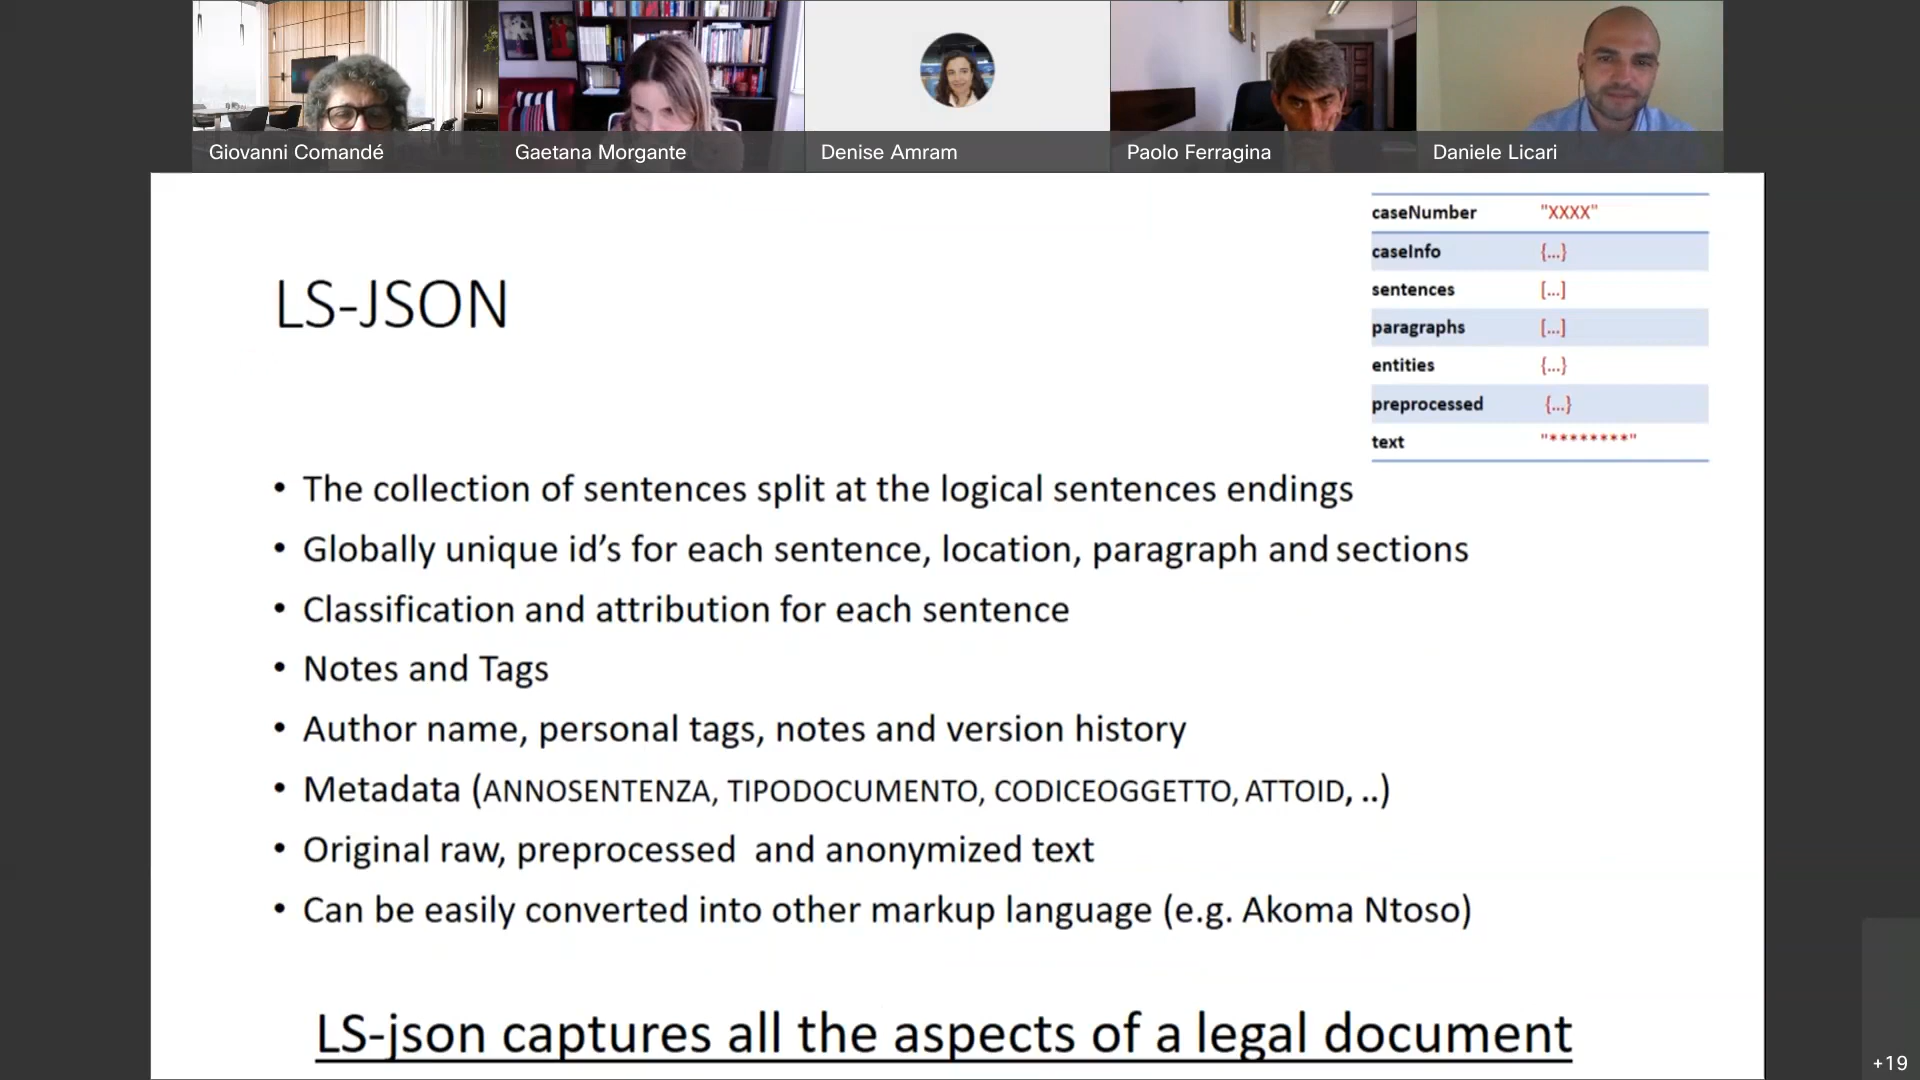 Giovanni Comandé
Gaetana Morgante
Denise Amram
Paolo Ferragina
Daniele Licari
caseNumber "XXXX"
caseInfo {...}
sentences [...]
paragraphs [...]
entities {...}
preprocessed {...}
text "********"
LS-JSON
• The collection of sentences split at the logical sentences endings
• Globally unique id’s for each sentence, location, paragraph and sections
• Classification and attribution for each sentence
• Notes and Tags
• Author name, personal tags, notes and version history
• Metadata (ANNOSENTENZA, TIPODOCUMENTO, CODICEOGGETTO, ATTOID, ..)
• Original raw, preprocessed and anonymized text
• Can be easily converted into other markup language (e.g. Akoma Ntoso)
LS-json captures all the aspects of a legal document
+19